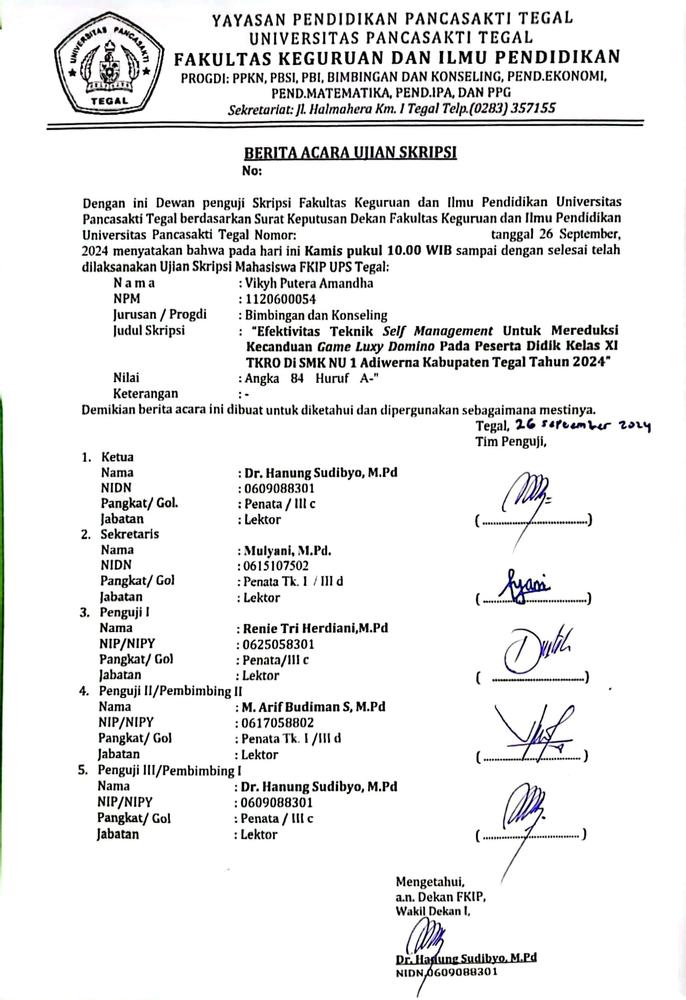 UNIVERSITAS PANCASAKTI
TEGAL
YAYASAN PENDIDIKAN PANCASAKTI TEGAL
UNIVERSITAS PANCASAKTI TEGAL
FAKULTAS KEGURUAN DAN ILMU PENDIDIKAN
PROGDI: PPKN, PBSI, PBI, BIMBINGAN DAN KONSELING, PEND.EKONOMI,
PEND.MATEMATIKA, PEND.IPA, DAN PPG
Sekretariat: Jl. Halmahera Km. 1 Tegal Telp.(0283) 357155
BERITA ACARA UJIAN SKRIPSI
No:
Dengan ini Dewan penguji Skripsi Fakultas Keguruan dan Ilmu Pendidikan Universitas
Pancasakti Tegal berdasarkan Surat Keputusan Dekan Fakultas Keguruan dan Ilmu Pendidikan
Universitas Pancasakti Tegal Nomor: tanggal 26 September,
2024 menyatakan bahwa pada hari ini Kamis pukul 10.00 WIB sampai dengan selesai telah
dilaksanakan Ujian Skripsi Mahasiswa FKIP UPS Tegal:
N a m a : Vikyh Putera Amandha
NPM : 1120600054
Jurusan / Progdi : Bimbingan dan Konseling
Judul Skripsi : "Efektivitas Teknik Self Management Untuk Mereduksi
Kecanduan Game Luxy Domino Pada Peserta Didik Kelas XI
TKRO Di SMK NU 1 Adiwerna Kabupaten Tegal Tahun 2024"
Nilai : Angka 84 Huruf A-"
Keterangan : -
Demikian berita acara ini dibuat untuk diketahui dan dipergunakan sebagaimana mestinya.
Tegal, 26 September 2024
Tim Penguji,
1. Ketua
Nama : Dr. Hanung Sudibyo, M.Pd
NIDN : 0609088301
Pangkat/ Gol. : Penata / III c
Jabatan : Lektor (........................................)
2. Sekretaris
Nama : Mulyani, M.Pd.
NIDN : 0615107502
Pangkat/ Gol : Penata Tk. I / III d
Jabatan : Lektor (........................................)
3. Penguji I
Nama : Renie Tri Herdiani,M.Pd
NIP/NIPY : 0625058301
Pangkat/ Gol : Penata/III c
Jabatan : Lektor ( ...................................)
4. Penguji II/Pembimbing II
Nama : M. Arif Budiman S, M.Pd
NIP/NIPY : 0617058802
Pangkat/ Gol : Penata Tk. I /III d
Jabatan : Lektor (..................................... )
5. Penguji III/Pembimbing I
Nama : Dr. Hanung Sudibyo, M.Pd
NIP/NIPY : 0609088301
Pangkat/ Gol : Penata / III c
Jabatan : Lektor (..................................... )
Mengetahui,
a.n. Dekan FKIP,
Wakil Dekan I,
Dr. Hanung Sudibyo, M.Pd
NIDN.0609088301